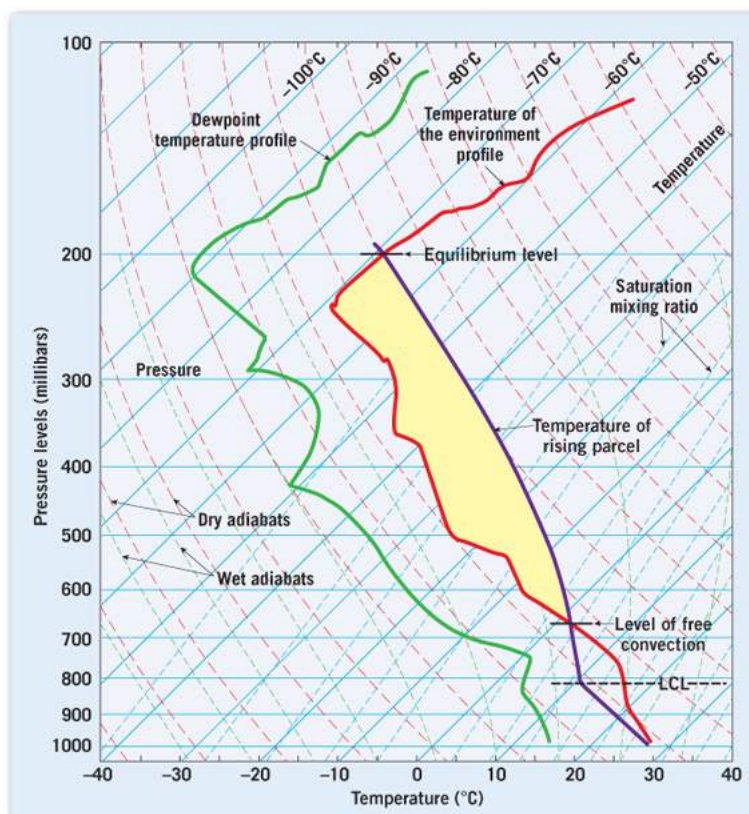 100
−100°C
−90°C
−80°C
−70°C
−60°C
−50°C
Dewpoint
temperature profile
Temperature of
the environment
profile
Temperature
200
Equilibrium level
Saturation
mixing ratio
Pressure
300
Temperature of
rising parcel
400
Dry adiabats
500
Wet adiabats
600
Level of free
convection
700
800
LCL
900
1000
Pressure levels (millibars)
−40
−30
−20
−10
0
10
20
30
40
Temperature (°C)